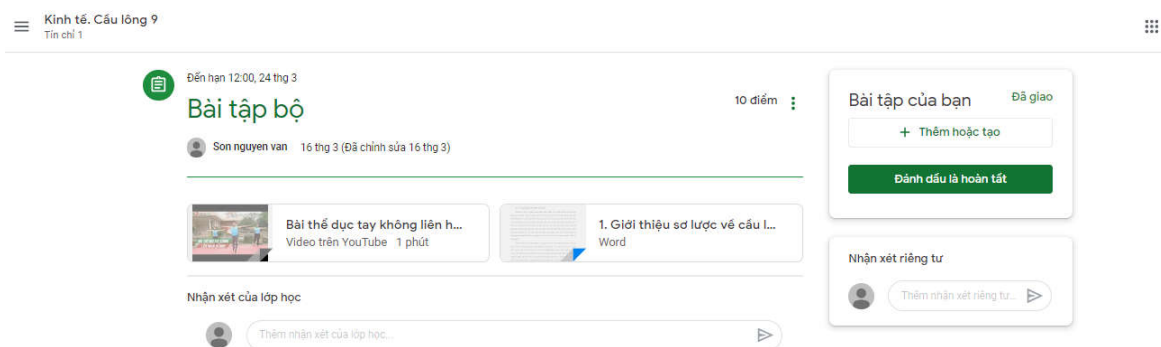 Kinh tế. Cầu lông 9
Tín chỉ 1
Đến hạn 12:00, 24 thg 3
Bài tập bộ
10 điểm
Son nguyen van 16 thg 3 (Đã chỉnh sửa 16 thg 3)
Bài thể dục tay không liên h...
Video trên YouTube 1 phút
1. Giới thiệu sơ lược về cầu l...
Word
Nhận xét của lớp học
Thêm nhận xét của lớp học...
Bài tập của bạn
Đã giao
+ Thêm hoặc tạo
Đánh dấu là hoàn tất
Nhận xét riêng tư
Thêm nhận xét riêng tư...